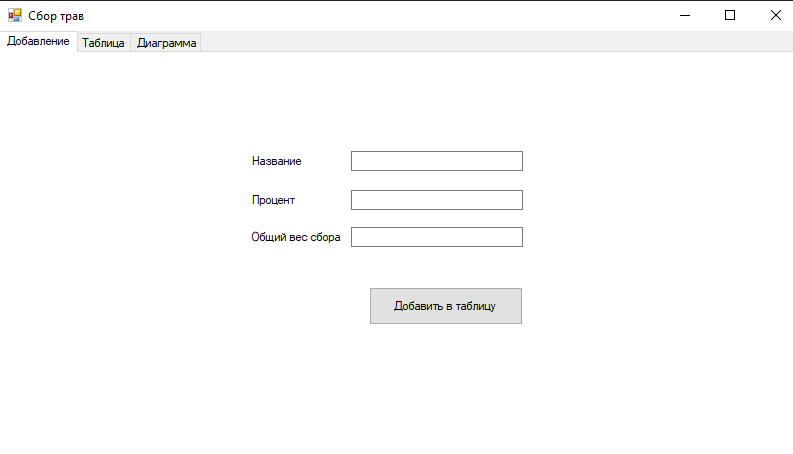 Сбор трав
Добавление Таблица Диаграмма
Название
Процент
Общий вес сбора
Добавить в таблицу